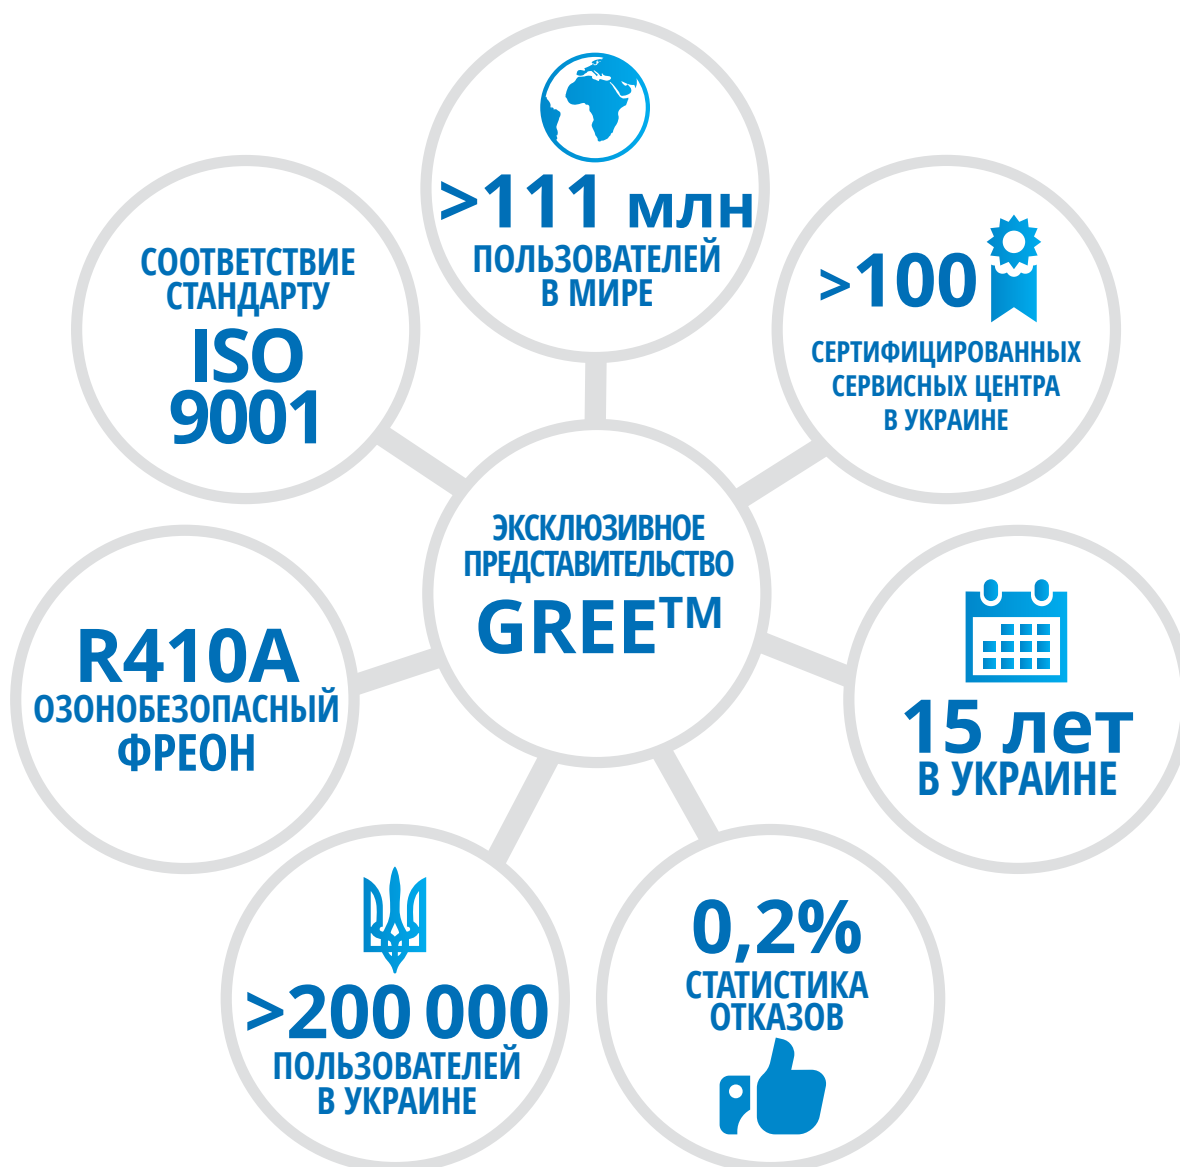 >111 млн
ПОЛЬЗОВАТЕЛЕЙ
В МИРЕ
СООТВЕТСТВИЕ
СТАНДАРТУ
ISO
9001
>100
СЕРТИФИЦИРОВАННЫХ
СЕРВИСНЫХ ЦЕНТРА
В УКРАИНЕ
ЭКСКЛЮЗИВНОЕ
ПРЕДСТАВИТЕЛЬСТВО
GREE™
R410A
ОЗОНОБЕЗОПАСНЫЙ
ФРЕОН
15 лет
В УКРАИНЕ
>200 000
ПОЛЬЗОВАТЕЛЕЙ
В УКРАИНЕ
0,2%
СТАТИСТИКА
ОТКАЗОВ